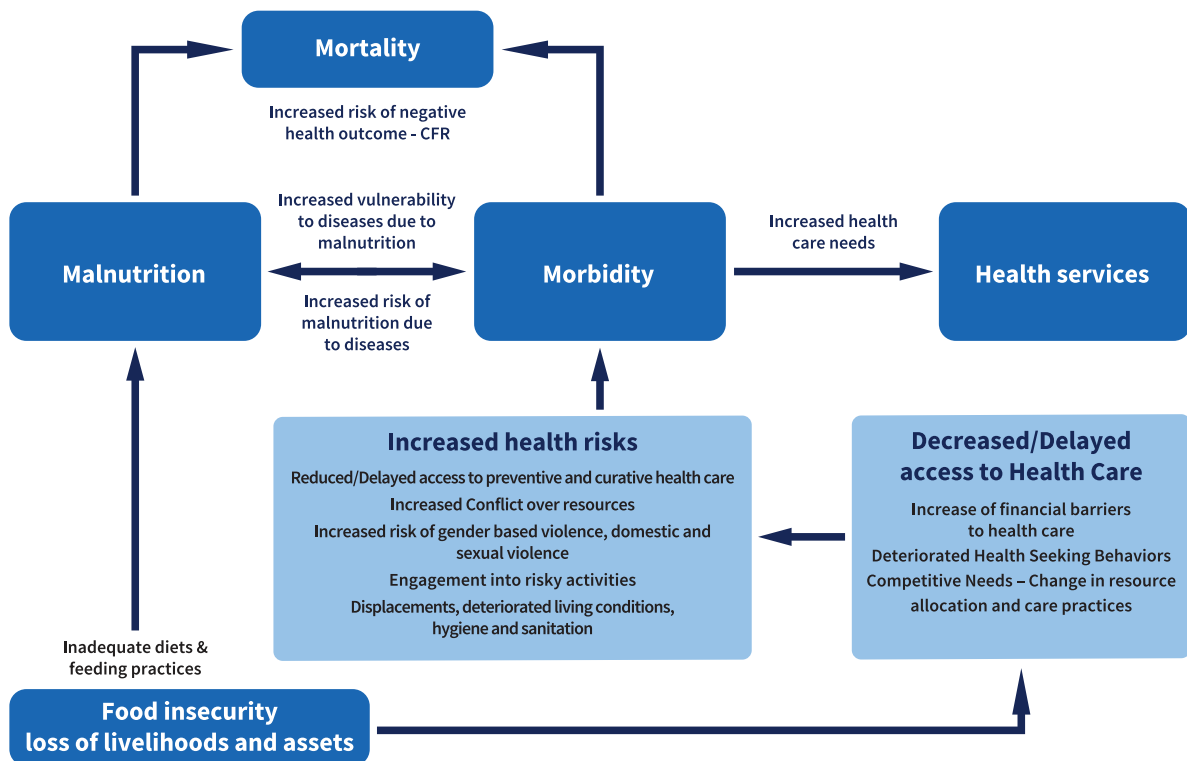 Mortality
Increased risk of negative
health outcome - CFR
Malnutrition
Increased vulnerability
to diseases due to
malnutrition
Increased risk of
malnutrition due
to diseases
Morbidity
Increased health
care needs
Health services
Increased health risks
Reduced/Delayed access to preventive and curative health care
Increased Conflict over resources
Increased risk of gender based violence, domestic and
sexual violence
Engagement into risky activities
Displacements, deteriorated living conditions,
hygiene and sanitation
Decreased/Delayed
access to Health Care
Increase of financial barriers
to health care
Deteriorated Health Seeking Behaviors
Competitive Needs – Change in resource
allocation and care practices
Inadequate diets &
feeding practices
Food insecurity
loss of livelihoods and assets